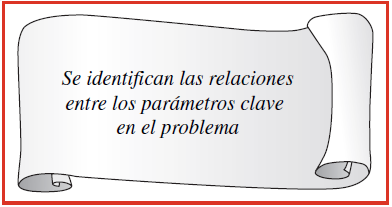 Se identifican las relaciones
entre los parámetros clave
en el problema